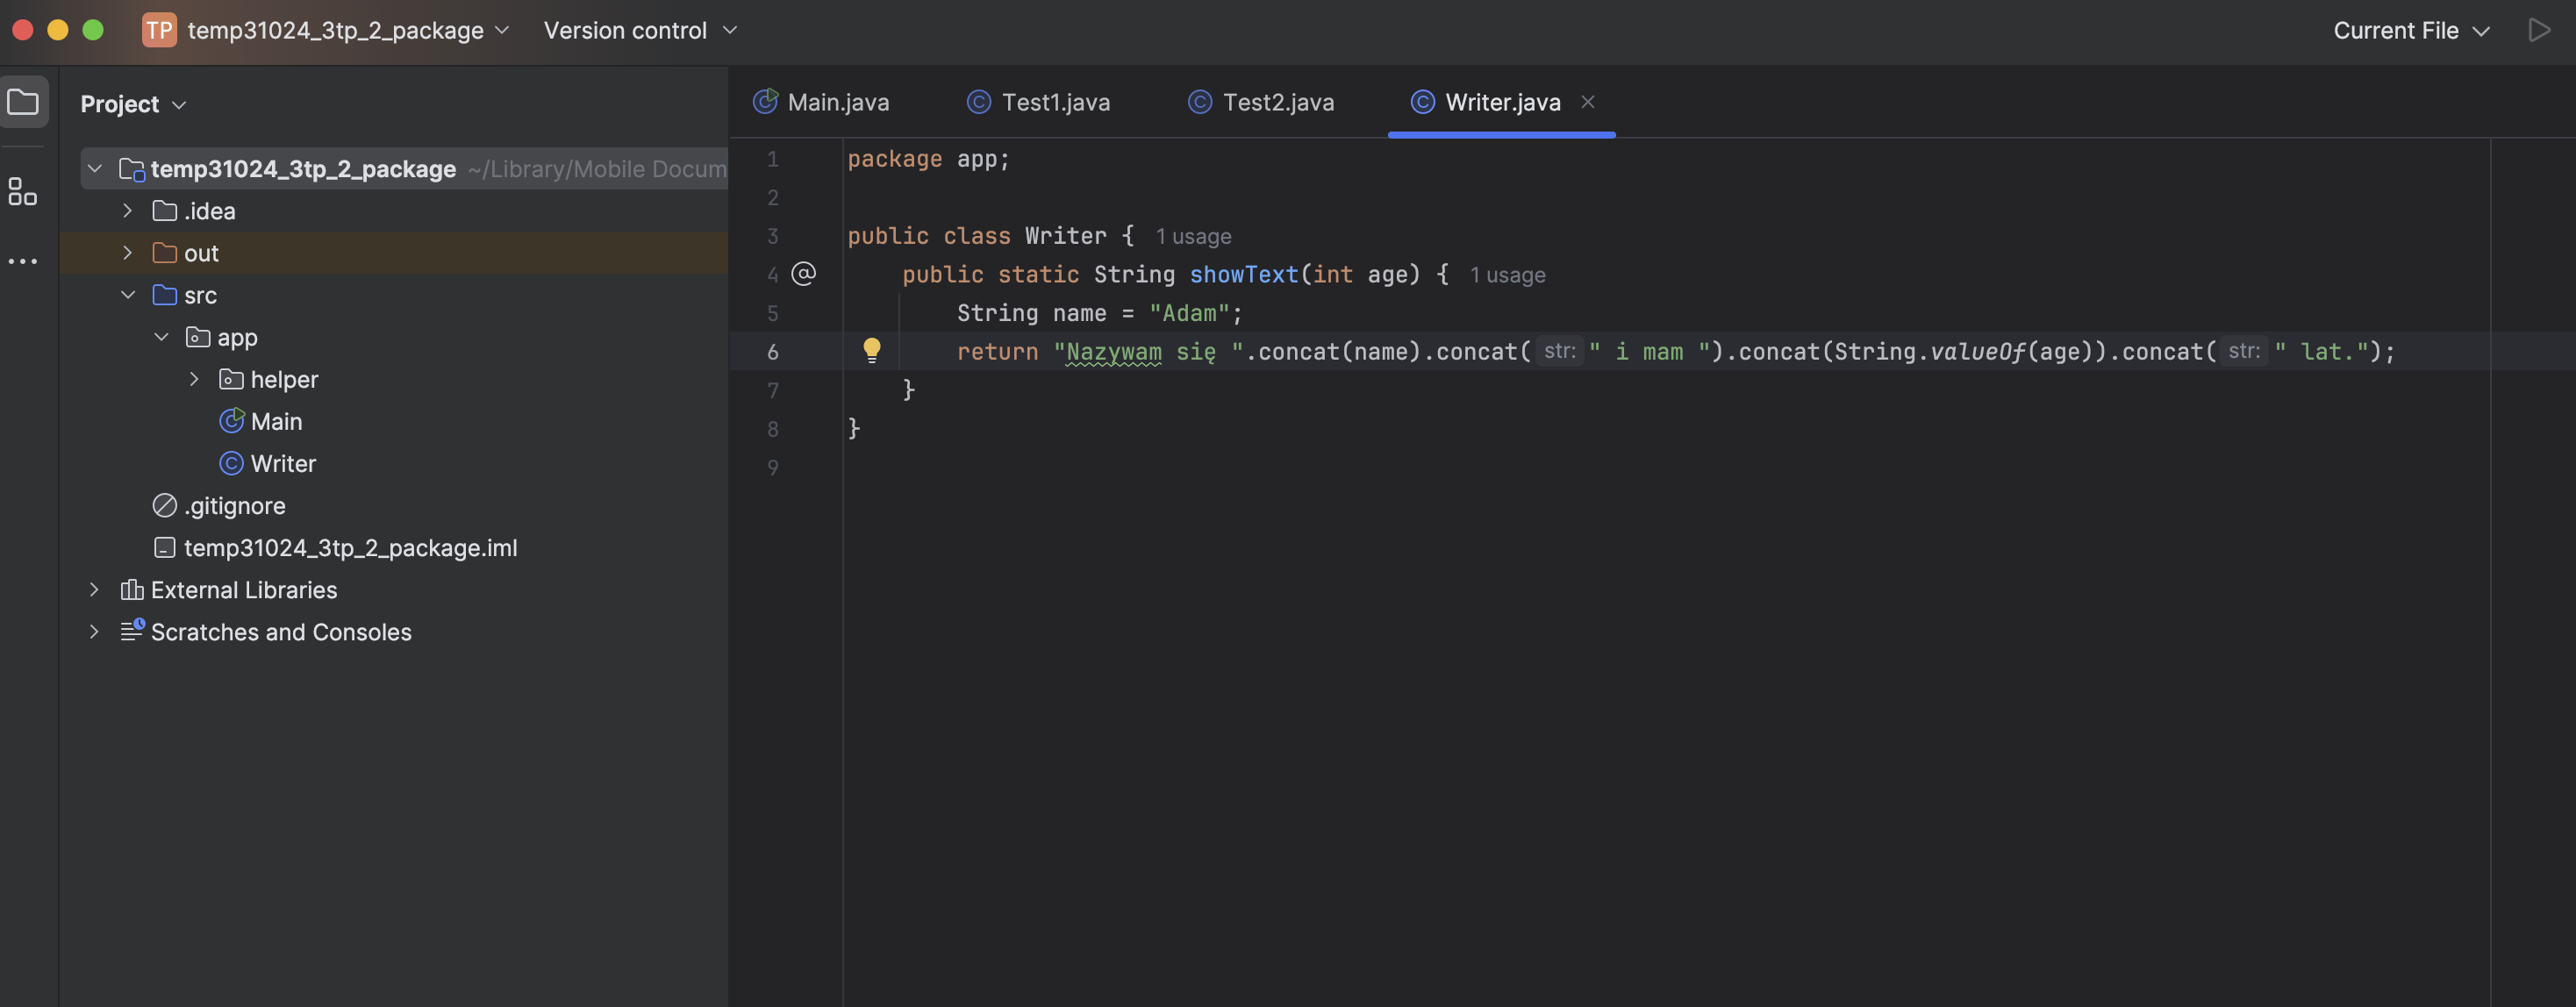 TP temp31024_3tp_2_package Version control Current File
Project
temp31024_3tp_2_package ~/Library/Mobile Docum
.idea
out
src
app
helper
Main
Writer
.gitignore
temp31024_3tp_2_package.iml
External Libraries
Scratches and Consoles
Main.java Test1.java Test2.java Writer.java
1 package app;
2
3 public class Writer { 1 usage
4 @ public static String showText(int age) { 1 usage
5 String name = "Adam";
6 return "Nazywam się ".concat(name).concat( str: " i mam ").concat(String.valueOf(age)).concat( str: " lat.");
7 }
8 }
9